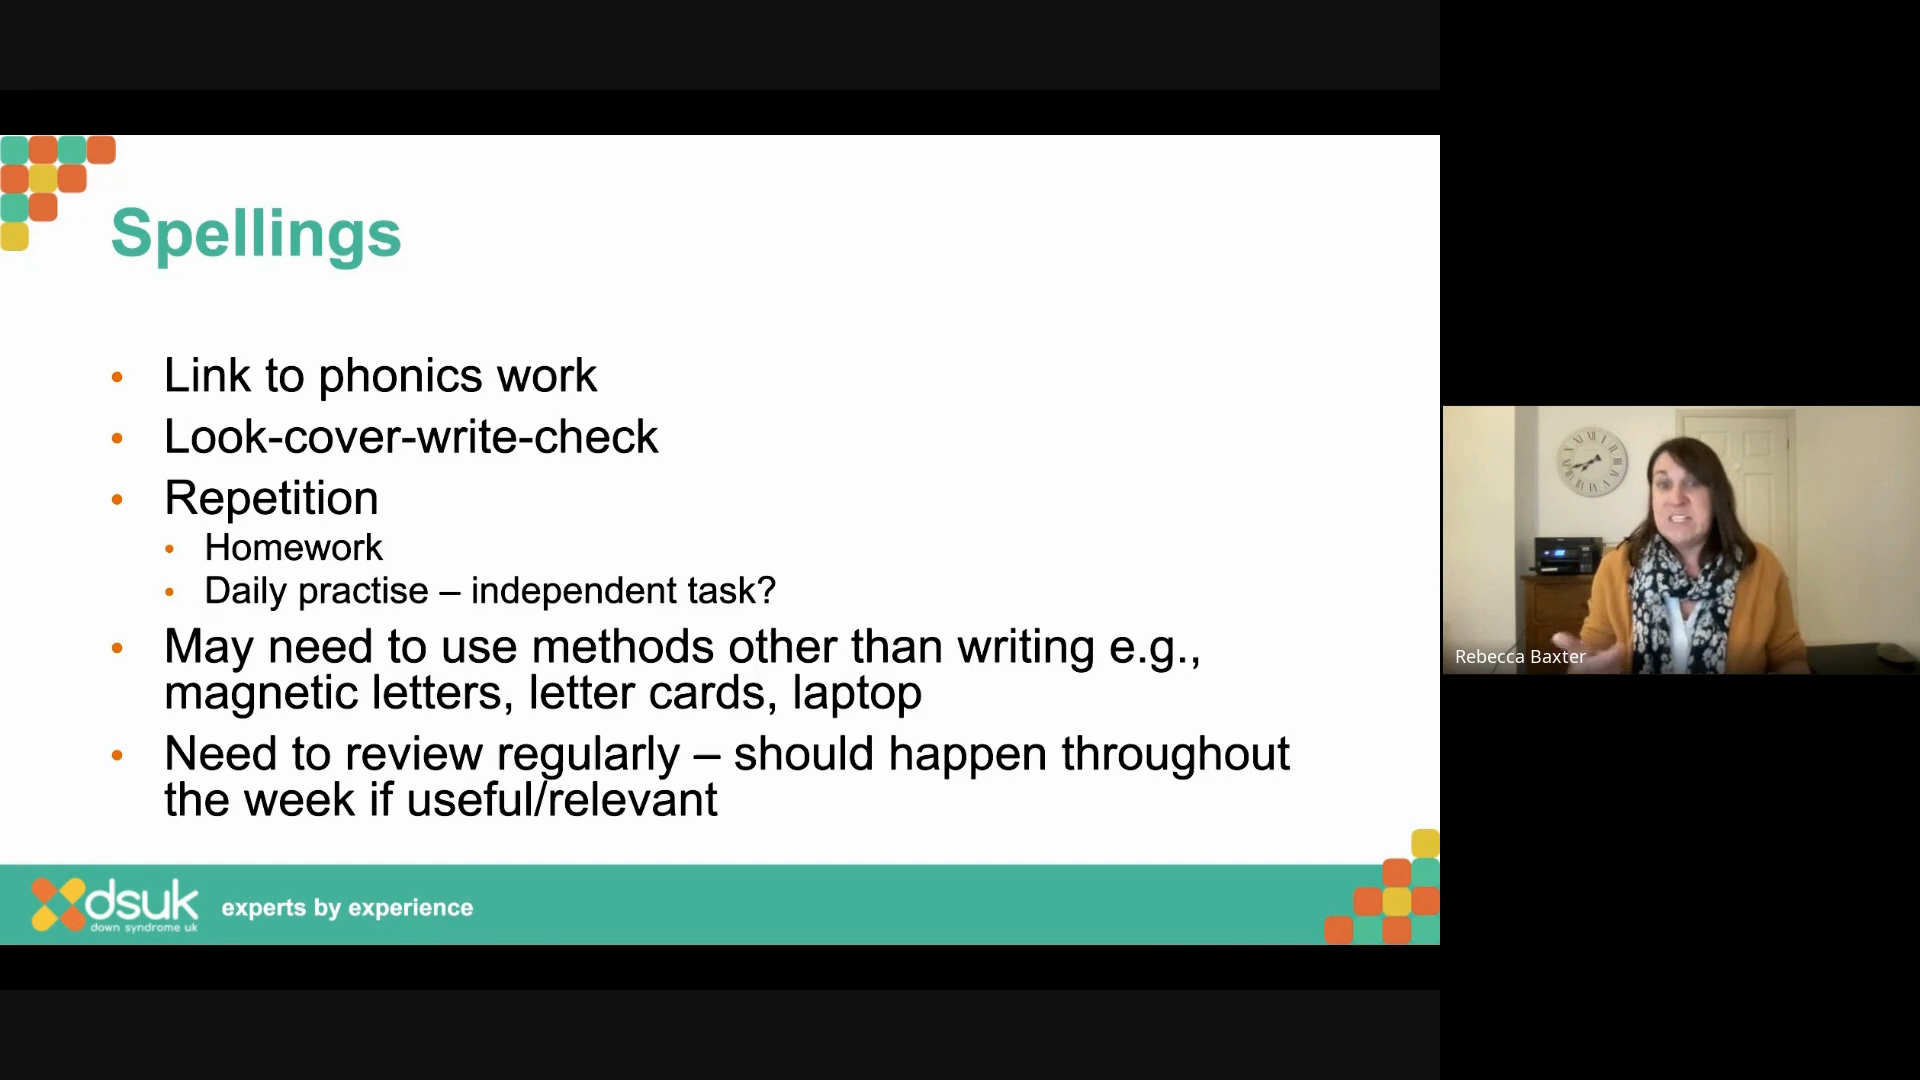 Spellings
• Link to phonics work
• Look-cover-write-check
• Repetition
• Homework
• Daily practise – independent task?
• May need to use methods other than writing e.g.,
magnetic letters, letter cards, laptop
• Need to review regularly – should happen throughout
the week if useful/relevant
dsuk
down syndrome uk
experts by experience
Rebecca Baxter